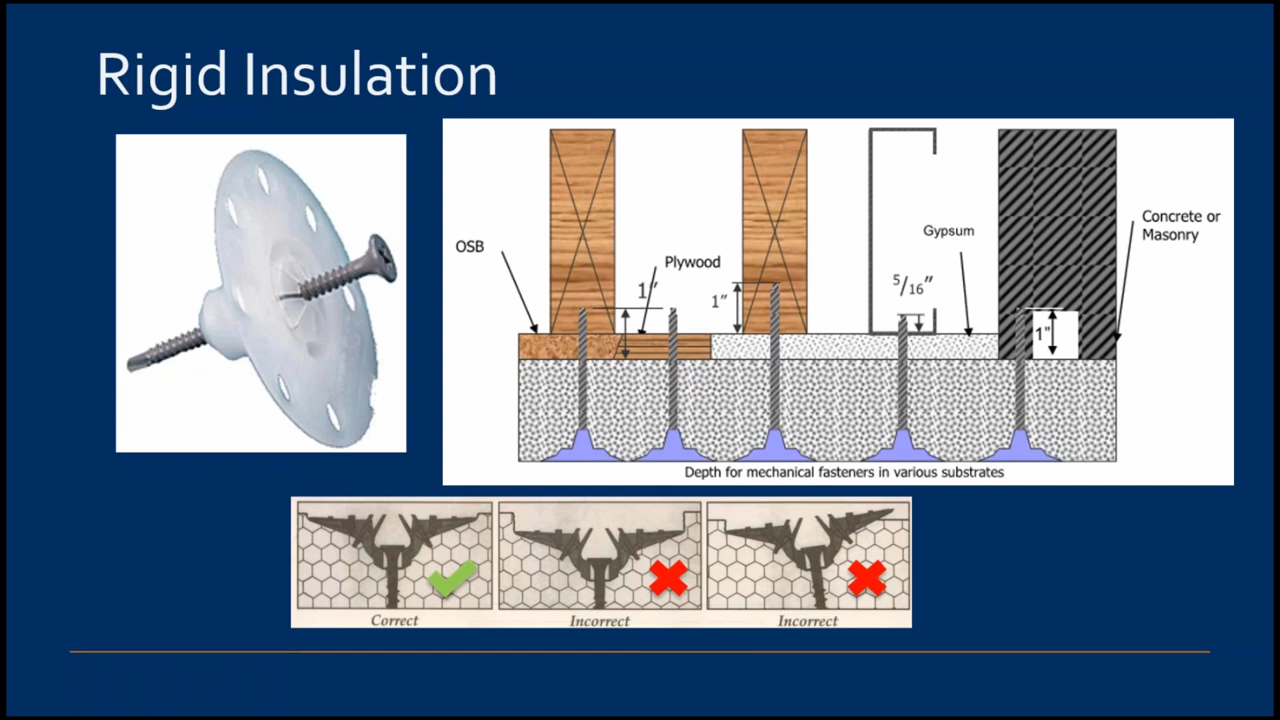 Rigid Insulation
OSB
Plywood
1"
1"
Gypsum
5/16"
Concrete or
Masonry
1"
Depth for mechanical fasteners in various substrates
Correct
Incorrect
Incorrect